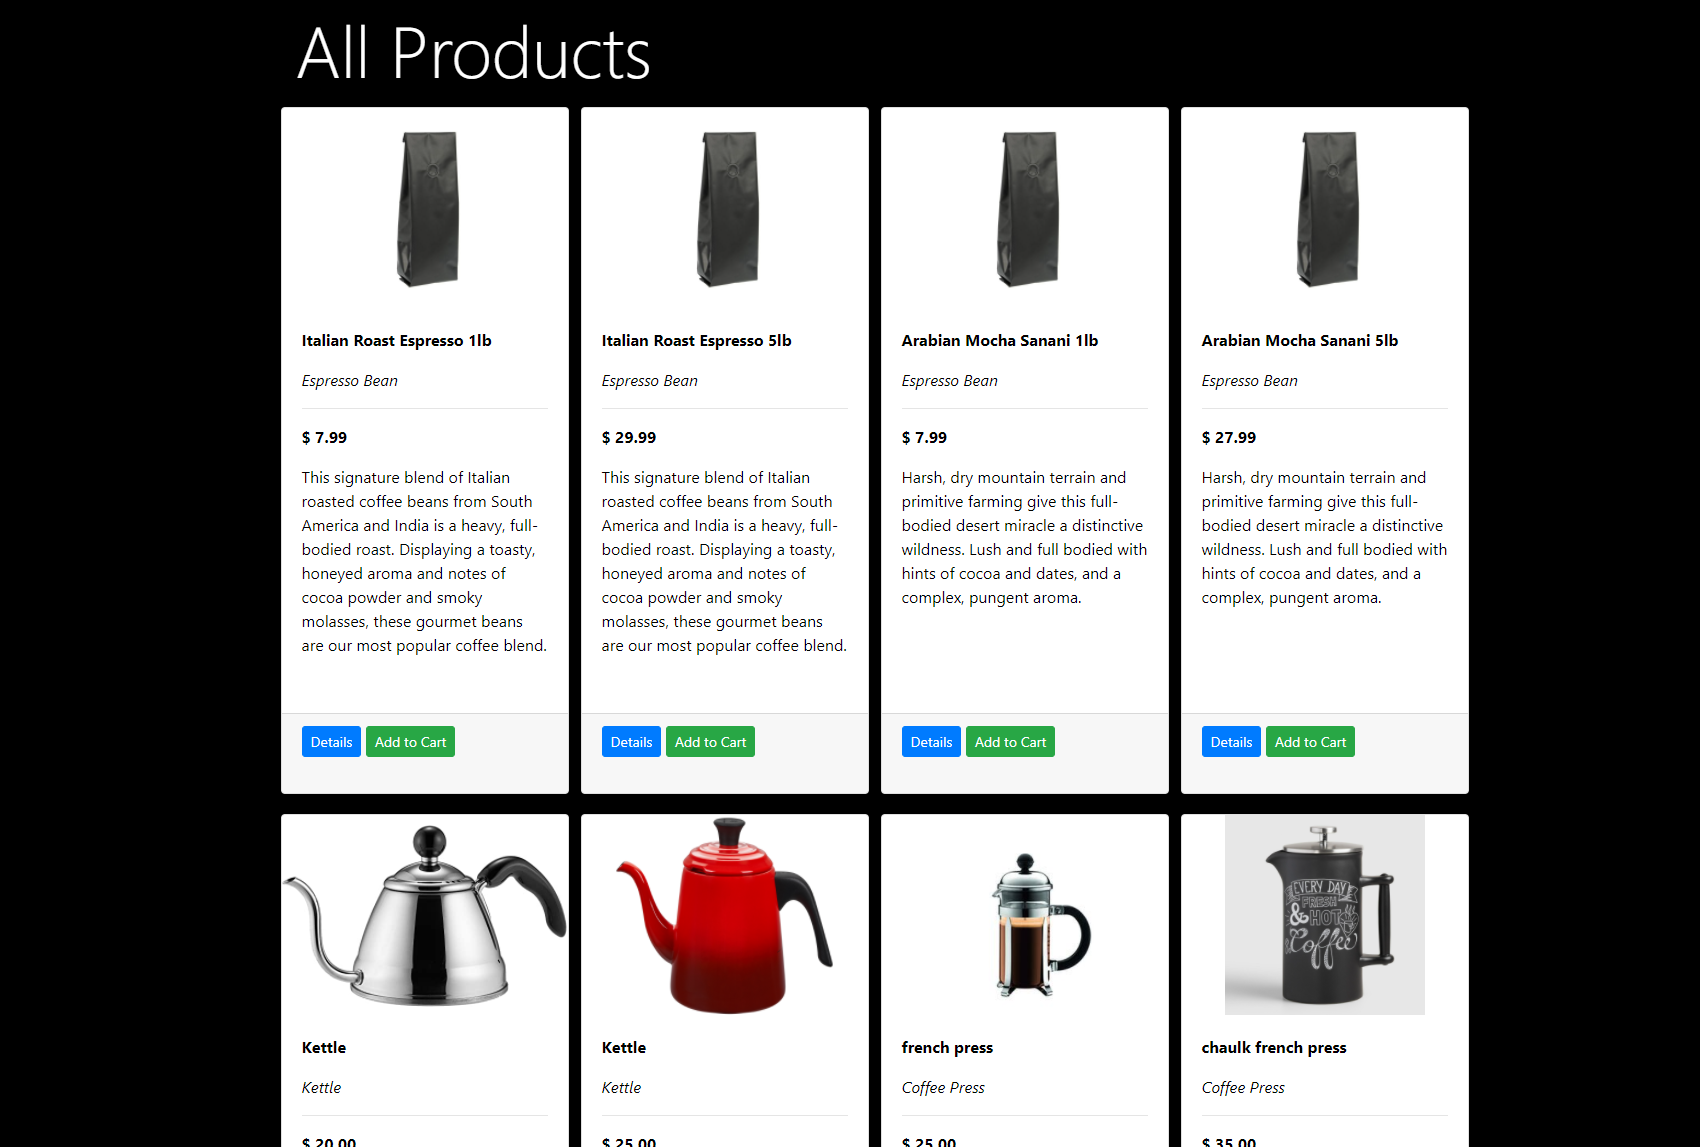 All Products
Italian Roast Espresso 1lb
Espresso Bean
$ 7.99
This signature blend of Italian
roasted coffee beans from South
America and India is a heavy, full-
bodied roast. Displaying a toasty,
honeyed aroma and notes of
cocoa powder and smoky
molasses, these gourmet beans
are our most popular coffee blend.
Details Add to Cart
Italian Roast Espresso 5lb
Espresso Bean
$ 29.99
This signature blend of Italian
roasted coffee beans from South
America and India is a heavy, full-
bodied roast. Displaying a toasty,
honeyed aroma and notes of
cocoa powder and smoky
molasses, these gourmet beans
are our most popular coffee blend.
Details Add to Cart
Arabian Mocha Sanani 1lb
Espresso Bean
$ 7.99
Harsh, dry mountain terrain and
primitive farming give this full-
bodied desert miracle a distinctive
wildness. Lush and full bodied with
hints of cocoa and dates, and a
complex, pungent aroma.
Details Add to Cart
Arabian Mocha Sanani 5lb
Espresso Bean
$ 27.99
Harsh, dry mountain terrain and
primitive farming give this full-
bodied desert miracle a distinctive
wildness. Lush and full bodied with
hints of cocoa and dates, and a
complex, pungent aroma.
Details Add to Cart
Kettle
Kettle
$ 20.00
Kettle
Kettle
$ 25.00
french press
Coffee Press
$ 25.00
EVERY DAY
FRESH
& HOT
Coffee
chaulk french press
Coffee Press
$ 35.00